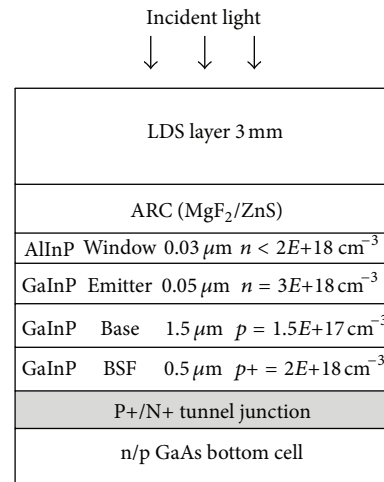 Incident light
LDS layer 3 mm
ARC (MgF₂/ZnS)
AlInP Window 0.03 μm n < 2E+18 cm⁻³
GaInP Emitter 0.05 μm n = 3E+18 cm⁻³
GaInP Base 1.5 μm p = 1.5E+17 cm⁻³
GaInP BSF 0.5 μm p+ = 2E+18 cm⁻³
P+/N+ tunnel junction
n/p GaAs bottom cell